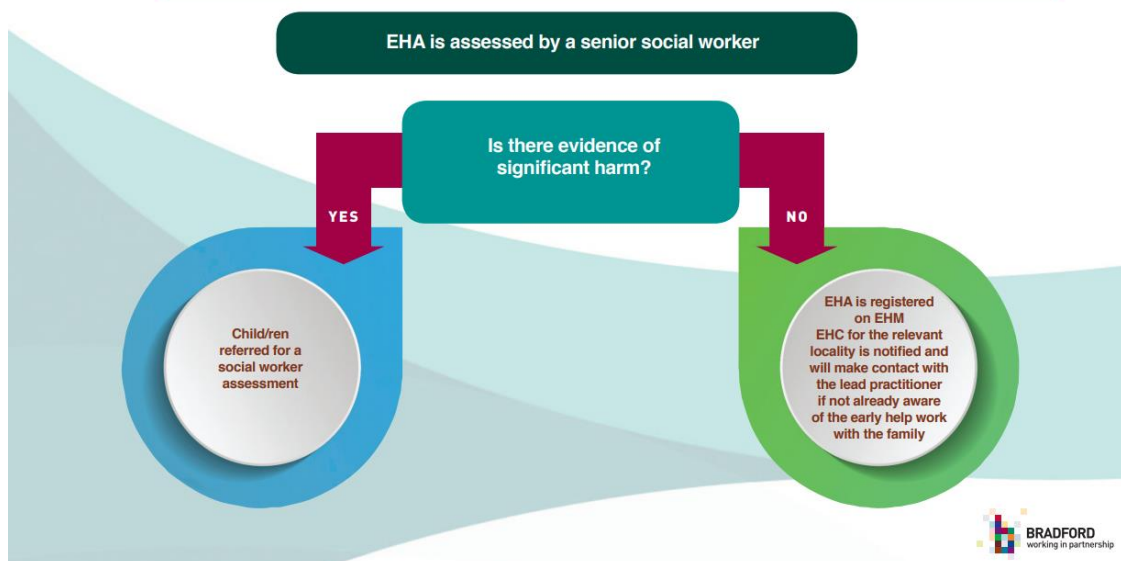 EHA is assessed by a senior social worker
Is there evidence of
significant harm?
YES
NO
Child/ren
referred for a
social worker
assessment
EHA is registered
on EHM
EHC for the relevant
locality is notified and
will make contact with
the lead practitioner
if not already aware
of the early help work
with the family
BRADFORD
working in partnership